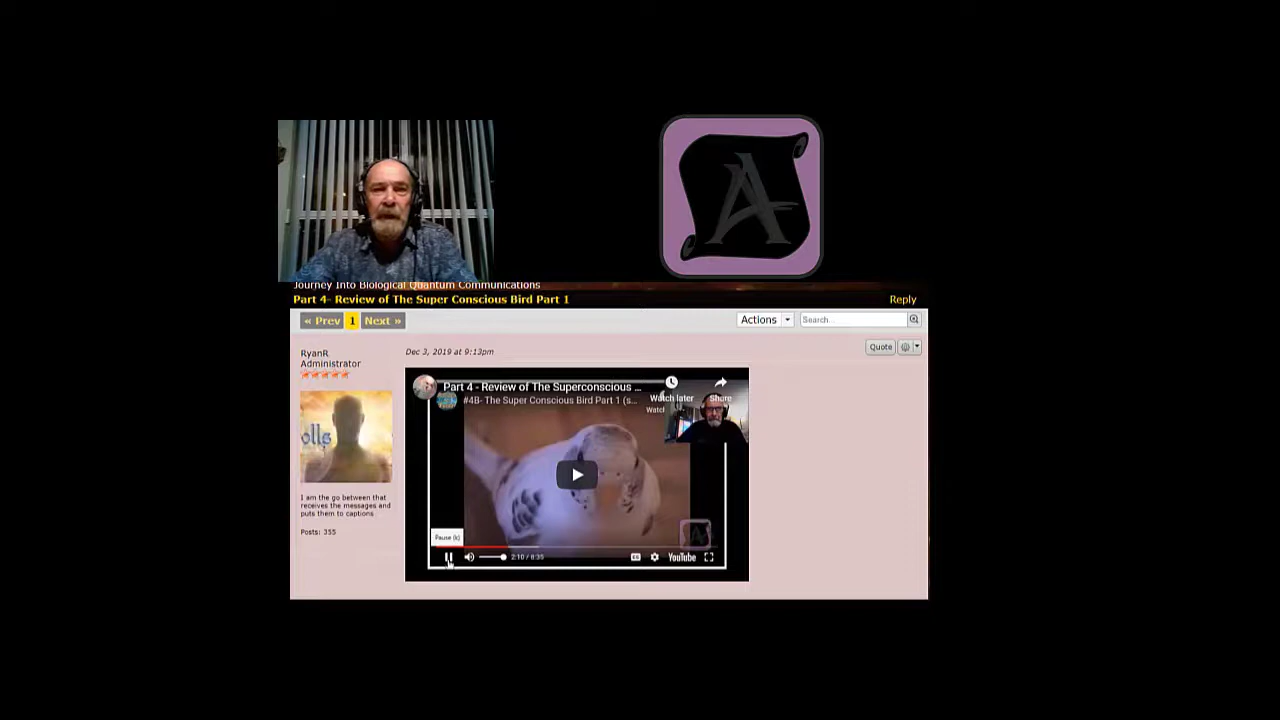 A
Journey Into Biological Quantum Communications
Part 4- Review of The Super Conscious Bird Part 1
Reply
« Prev 1 Next »
Actions
Search...
RyanR
Administrator
Dec 3, 2019 at 9:13pm
Quote
olls
I am the go between that
receives the messages and
puts them to captions
Posts: 355
Part 4 - Review of The Superconscious ...
Watch later
Share
#4B- The Super Conscious Bird Part 1 (s...
Watch
Pause (k)
2:10 / 8:35
YouTube